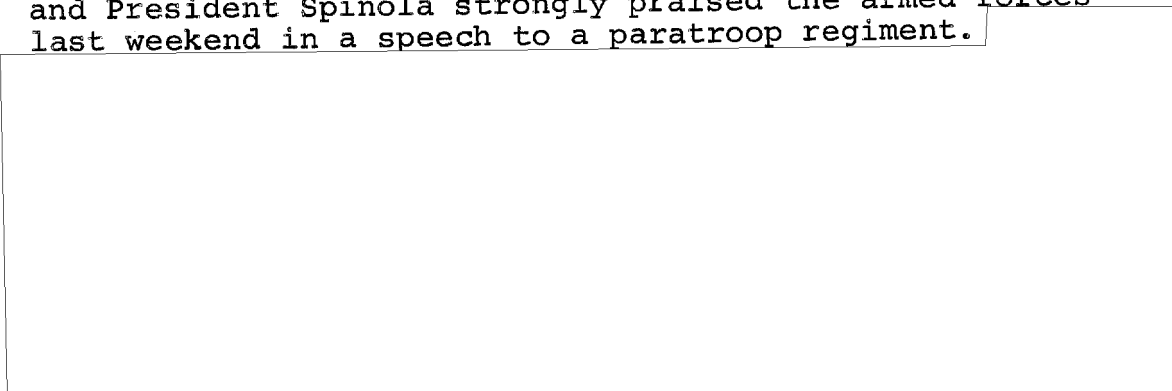 and President Spinola strongly praised the armed forces
last weekend in a speech to a paratroop regiment.